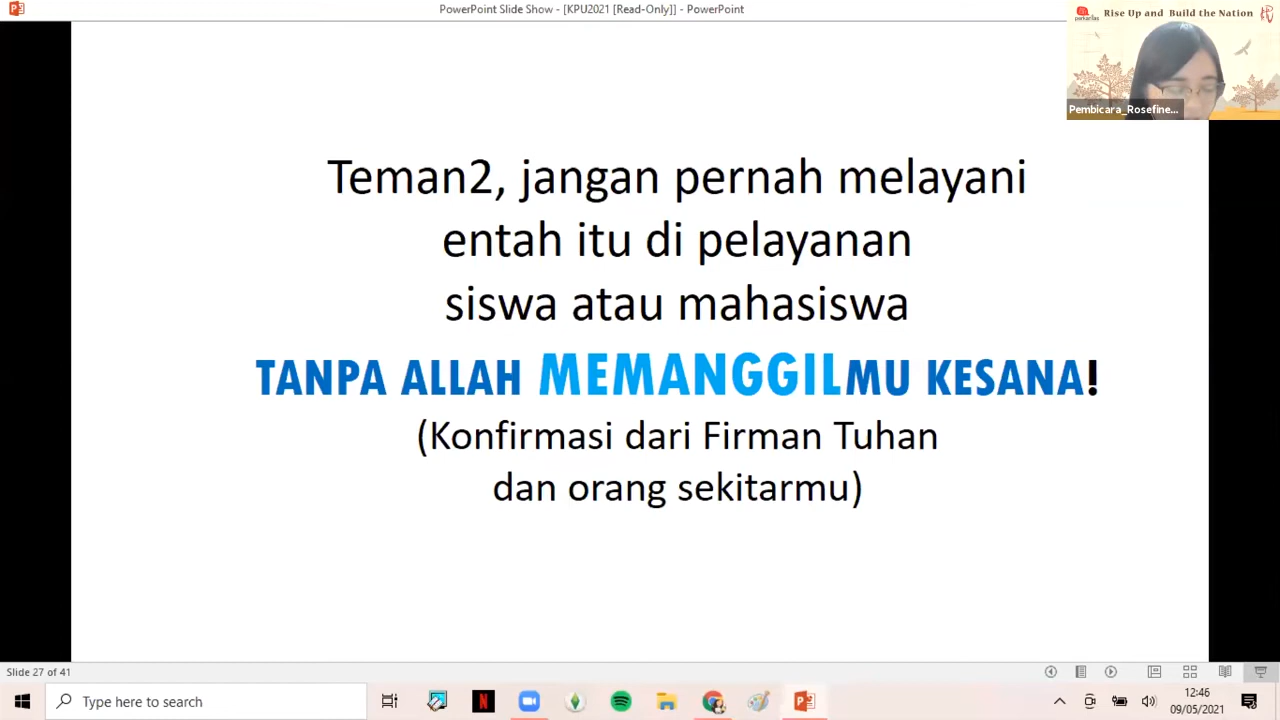 PowerPoint Slide Show - [KPU2021 [Read-Only]] - PowerPoint
perkantas Rise Up and Build the Nation
Pembicara_Rosefine...
Teman2, jangan pernah melayani
entah itu di pelayanan
siswa atau mahasiswa
TANPA ALLAH MEMANGGILMU KESANA!
(Konfirmasi dari Firman Tuhan
dan orang sekitarmu)
Slide 27 of 41
Type here to search
12:46
09/05/2021